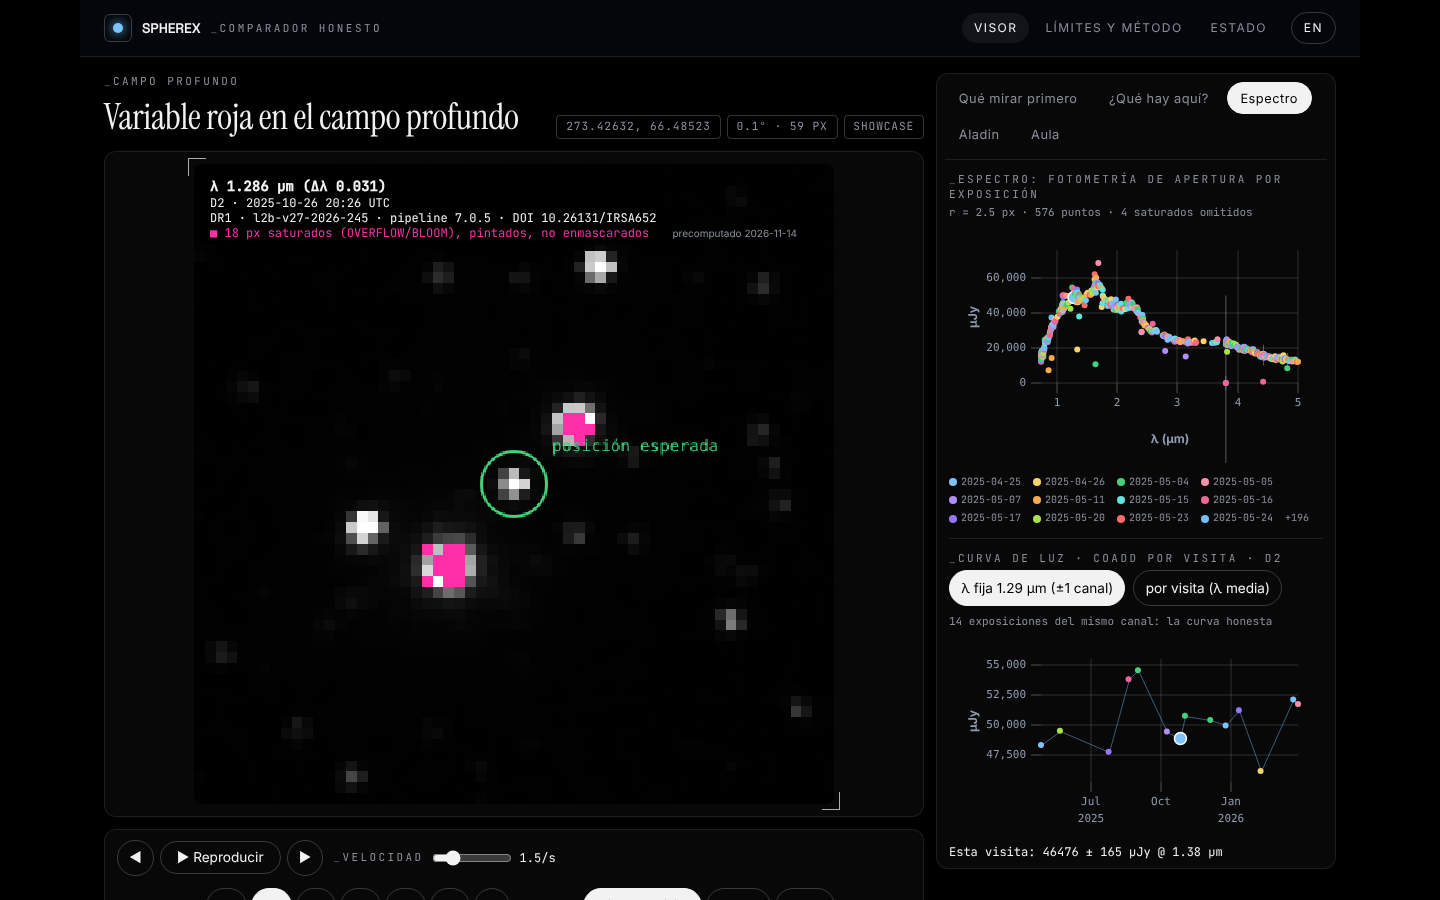 SPHEREX _COMPARADOR HONESTO
VISOR LÍMITES Y MÉTODO ESTADO EN
_CAMPO PROFUNDO
Variable roja en el campo profundo
273.42632, 66.48523
0.1° · 59 PX
SHOWCASE
λ 1.286 µm (Δλ 0.031)
D2 · 2025-10-26 20:26 UTC
DR1 · l2b-v27-2026-245 · pipeline 7.0.5 · DOI 10.26131/IRSA652
18 px saturados (OVERFLOW/BLOOM), pintados, no enmascarados
precomputado 2026-11-14
posición esperada
◀ ▶ Reproducir ▶ _VELOCIDAD 1.5/s
Qué mirar primero ¿Qué hay aquí? Espectro
Aladin Aula
_ESPECTRO: FOTOMETRÍA DE APERTURA POR
EXPOSICIÓN
r = 2.5 px · 576 puntos · 4 saturados omitidos
60,000
40,000
20,000
0
µJy
1 2 3 4 5
λ (µm)
2025-04-25 2025-04-26 2025-05-04 2025-05-05
2025-05-07 2025-05-11 2025-05-15 2025-05-16
2025-05-17 2025-05-20 2025-05-23 2025-05-24 +196
_CURVA DE LUZ · COADD POR VISITA · D2
λ fija 1.29 µm (±1 canal) por visita (λ media)
14 exposiciones del mismo canal: la curva honesta
55,000
52,500
50,000
47,500
µJy
Jul Oct Jan
2025 2026
Esta visita: 46476 ± 165 µJy @ 1.38 µm